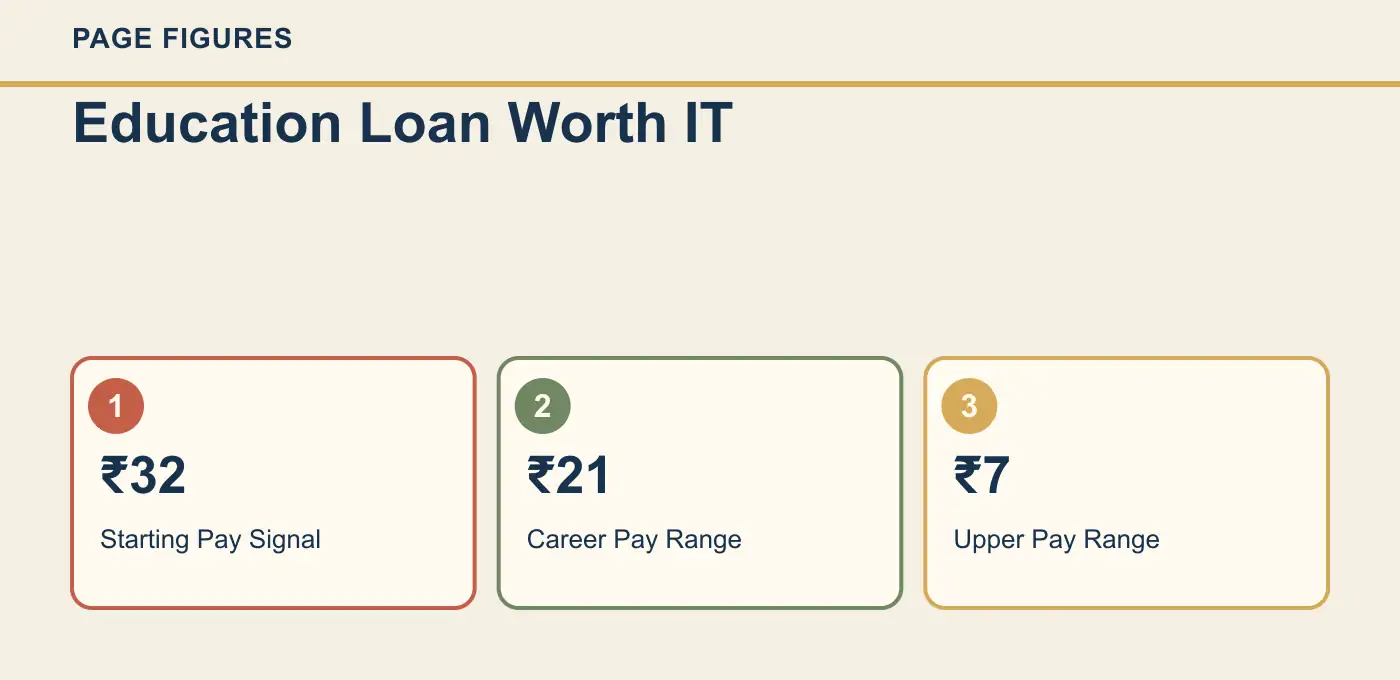 PAGE FIGURES
Education Loan Worth IT
1
₹32
Starting Pay Signal
2
₹21
Career Pay Range
3
₹7
Upper Pay Range